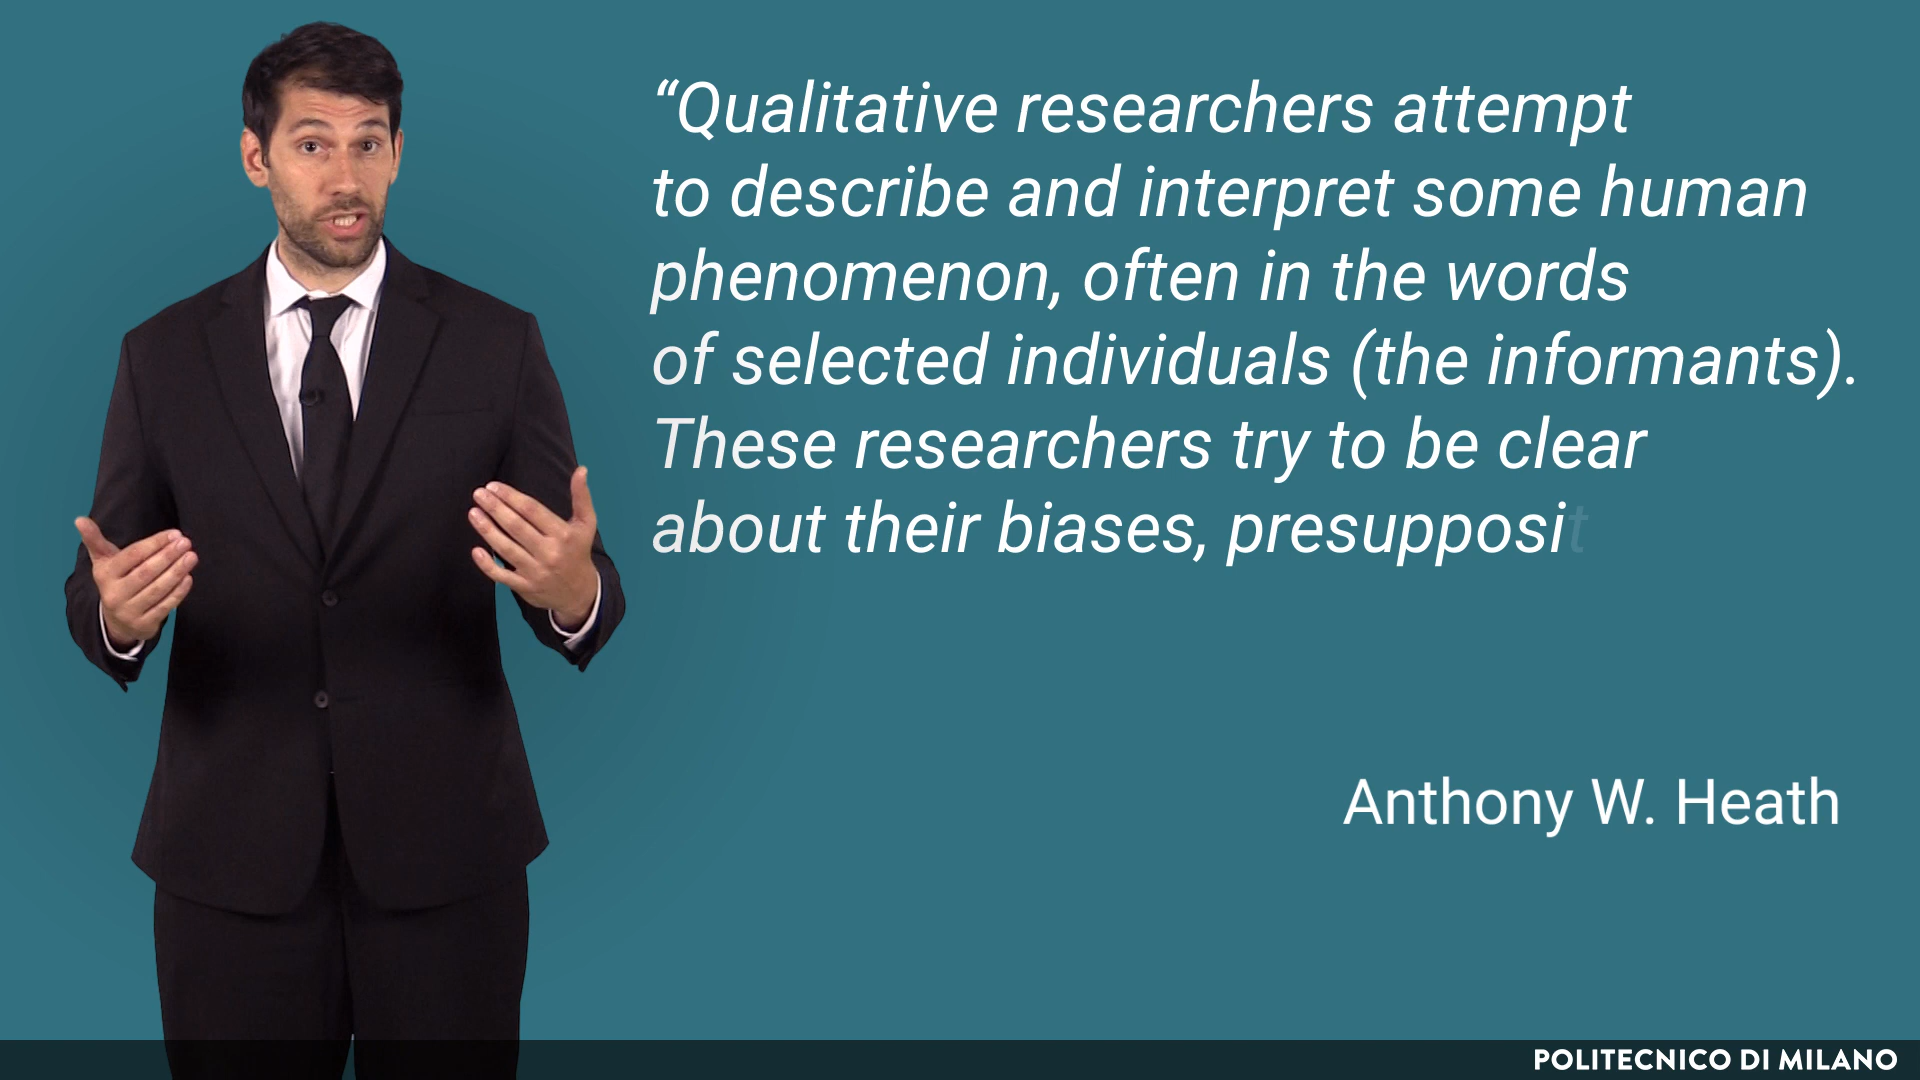 “Qualitative researchers attempt
to describe and interpret some human
phenomenon, often in the words
of selected individuals (the informants).
These researchers try to be clear
about their biases, presupposit
Anthony W. Heath
POLITECNICO DI MILANO